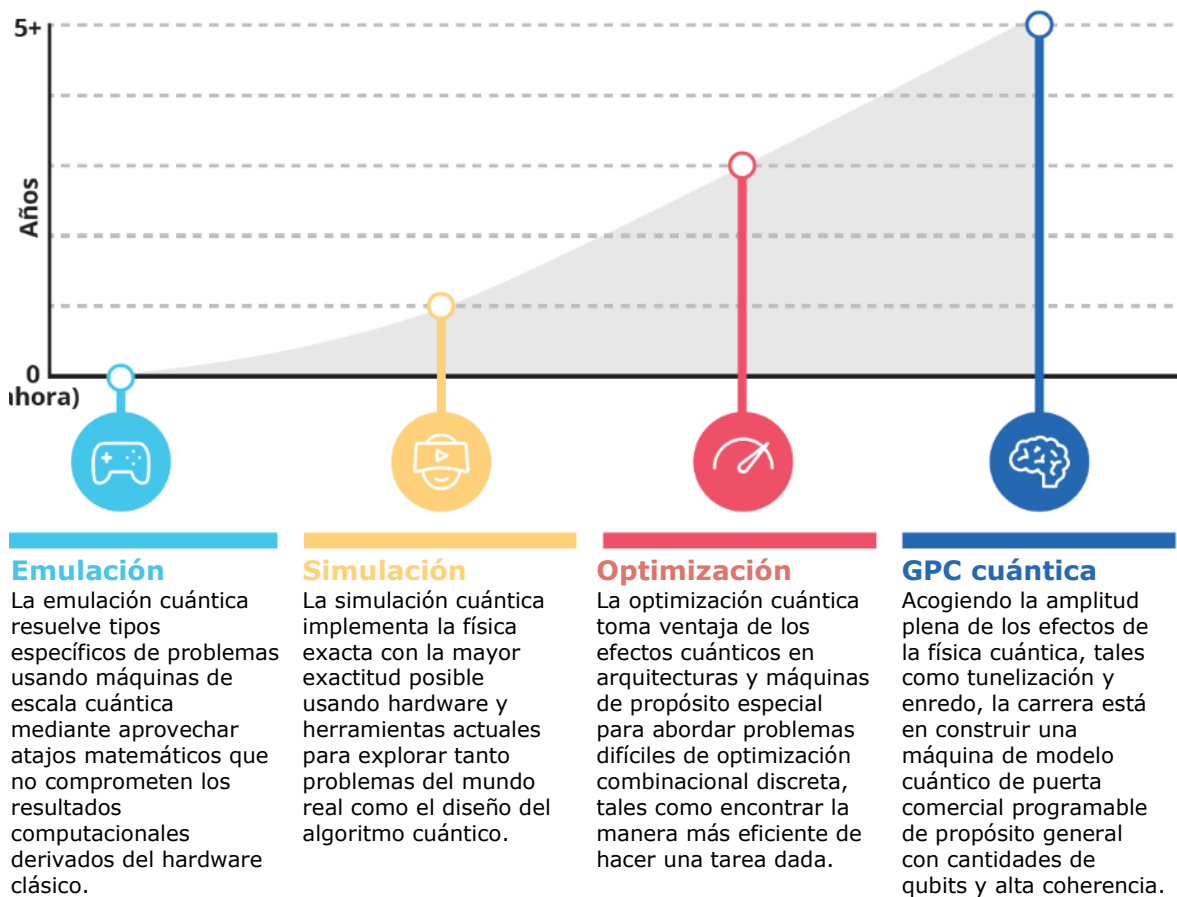 5+
Años
0
ahora)
Emulación
La emulación cuántica
resuelve tipos
específicos de problemas
usando máquinas de
escala cuántica
mediante aprovechar
atajos matemáticos que
no comprometen los
resultados
computacionales
derivados del hardware
clásico.
Simulación
La simulación cuántica
implementa la física
exacta con la mayor
exactitud posible
usando hardware y
herramientas actuales
para explorar tanto
problemas del mundo
real como el diseño del
algoritmo cuántico.
Optimización
La optimización cuántica
toma ventaja de los
efectos cuánticos en
arquitecturas y máquinas
de propósito especial
para abordar problemas
difíciles de optimización
combinacional discreta,
tales como encontrar la
manera más eficiente de
hacer una tarea dada.
GPC cuántica
Acogiendo la amplitud
plena de los efectos de
la física cuántica, tales
como tunelización y
enredo, la carrera está
en construir una
máquina de modelo
cuántico de puerta
comercial programable
de propósito general
con cantidades de
qubits y alta coherencia.